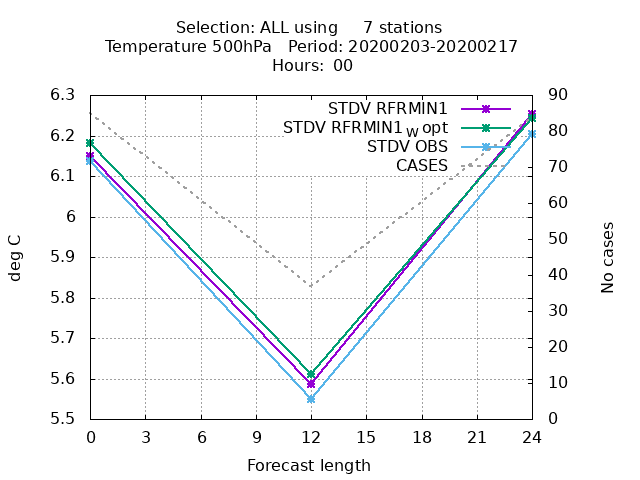 Selection: ALL using     7 stations
Temperature 500hPa   Period: 20200203-20200217
Hours:  00
6.3
6.2
6.1
6
5.9
5.8
5.7
5.6
5.5
deg C
STDV RFRMIN1
STDV RFRMIN1_w opt
STDV OBS
CASES
90
80
70
60
50
40
30
20
10
0
No cases
0 3 6 9 12 15 18 21 24
Forecast length